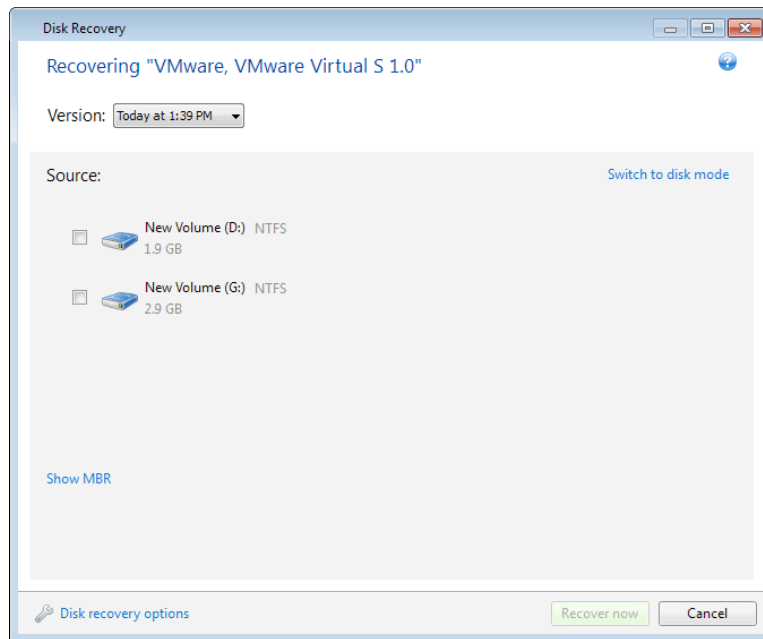 Disk Recovery
Recovering "VMware, VMware Virtual S 1.0"
?
Version: Today at 1:39 PM
Source: Switch to disk mode
New Volume (D:) NTFS
1.9 GB
New Volume (G:) NTFS
2.9 GB
Show MBR
Disk recovery options Recover now Cancel